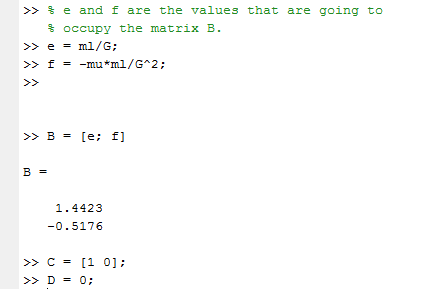 >> % e and f are the values that are going to
% occupy the matrix B.
>> e = ml/G;
>> f = -mu*ml/G^2;
>>
>> B = [e; f]
B =
1.4423
-0.5176
>> C = [1 0];
>> D = 0;